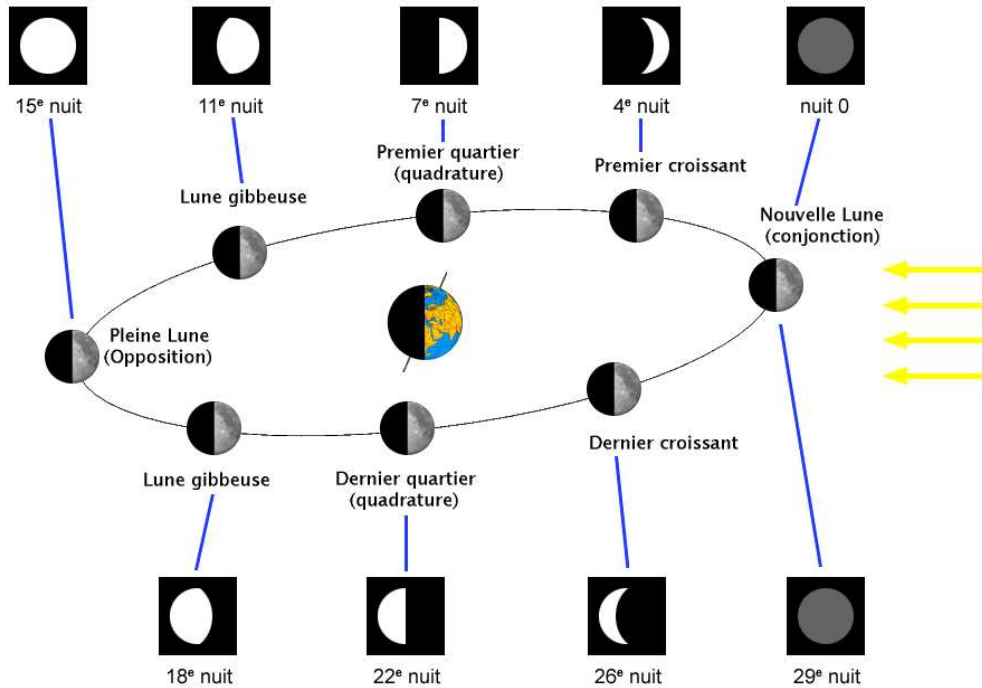 15ᵉ nuit
11ᵉ nuit
7ᵉ nuit
4ᵉ nuit
nuit 0
Premier quartier
(quadrature)
Premier croissant
Lune gibbeuse
Nouvelle Lune
(conjonction)
Pleine Lune
(Opposition)
Dernier croissant
Lune gibbeuse
Dernier quartier
(quadrature)
18ᵉ nuit
22ᵉ nuit
26ᵉ nuit
29ᵉ nuit